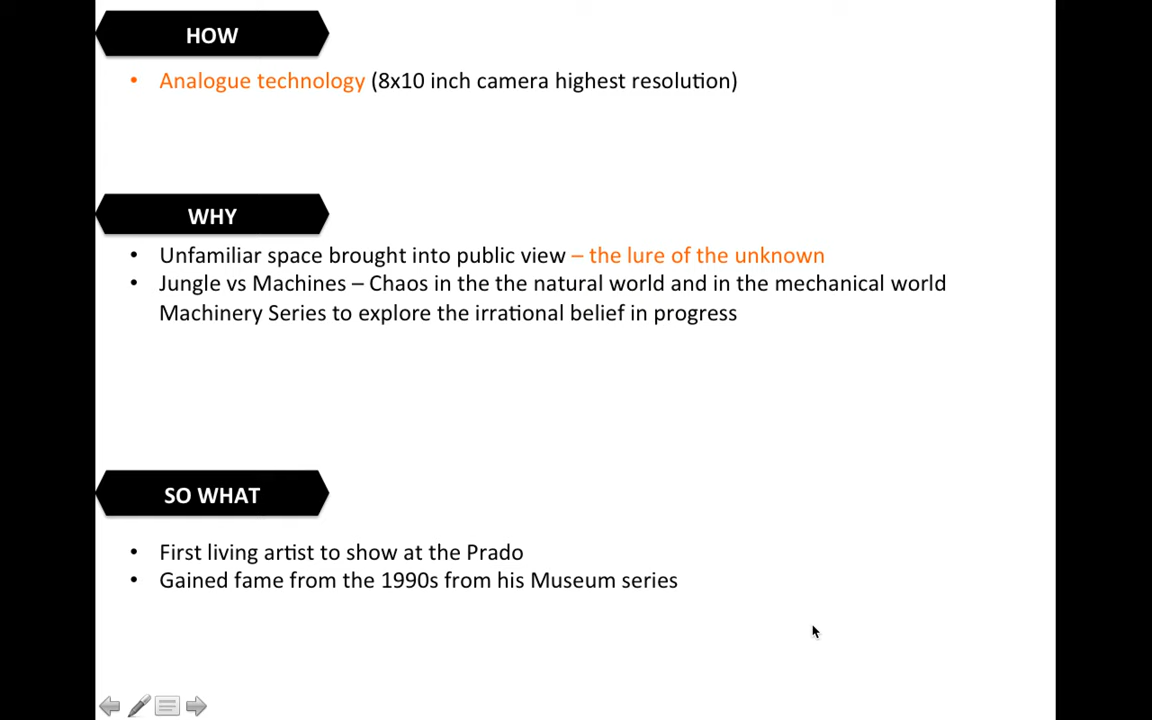 HOW
• Analogue technology (8x10 inch camera highest resolution)
WHY
• Unfamiliar space brought into public view – the lure of the unknown
• Jungle vs Machines – Chaos in the the natural world and in the mechanical world
Machinery Series to explore the irrational belief in progress
SO WHAT
• First living artist to show at the Prado
• Gained fame from the 1990s from his Museum series